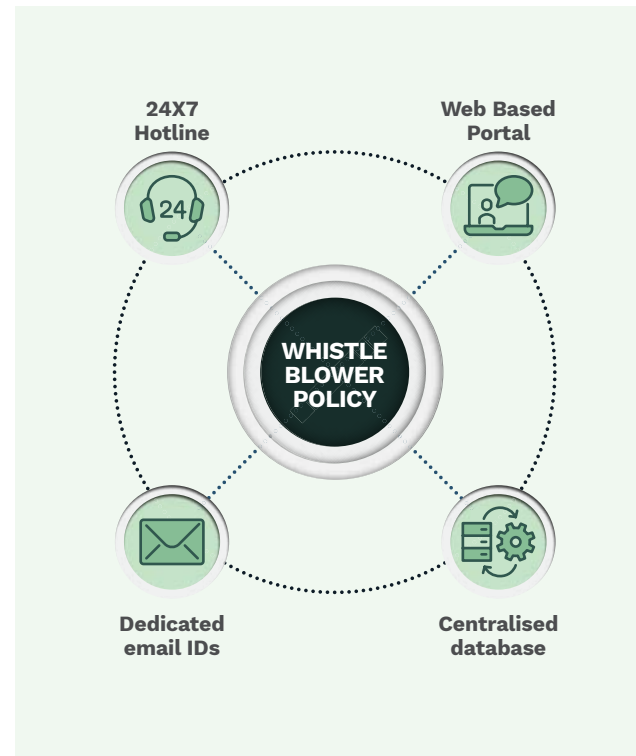 24X7
Hotline
Web Based
Portal
24
WHISTLE
BLOWER
POLICY
Dedicated
email IDs
Centralised
database